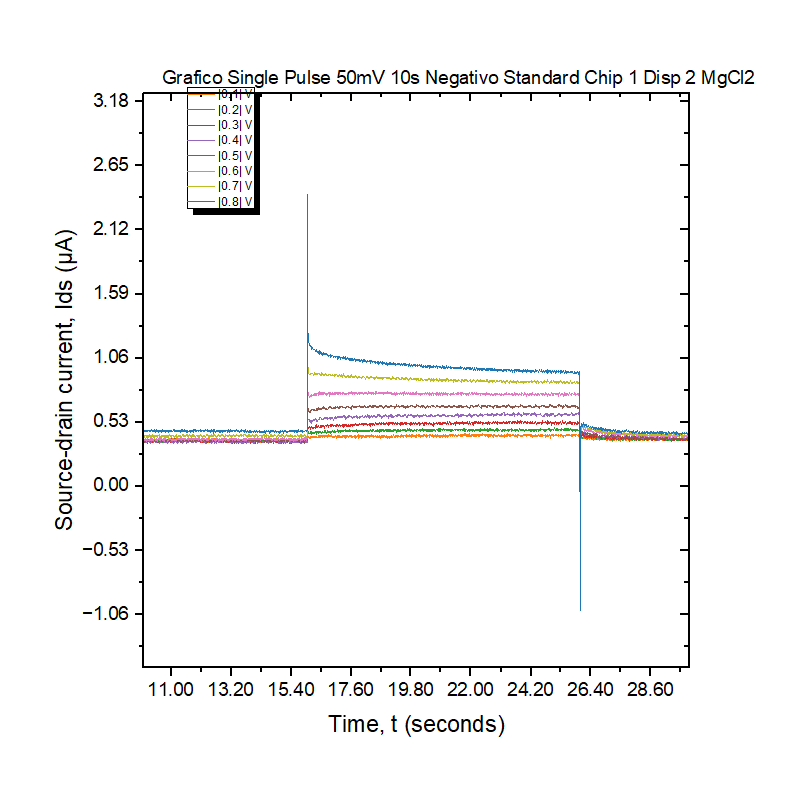 Grafico Single Pulse 50mV 10s Negativo Standard Chip 1 Disp 2 MgCl2
|0.1| V
|0.2| V
|0.3| V
|0.4| V
|0.5| V
|0.6| V
|0.7| V
|0.8| V
3.18
2.65
2.12
1.59
1.06
0.53
0.00
−0.53
−1.06
Source-drain current, Ids (µA)
11.00 13.20 15.40 17.60 19.80 22.00 24.20 26.40 28.60
Time, t (seconds)